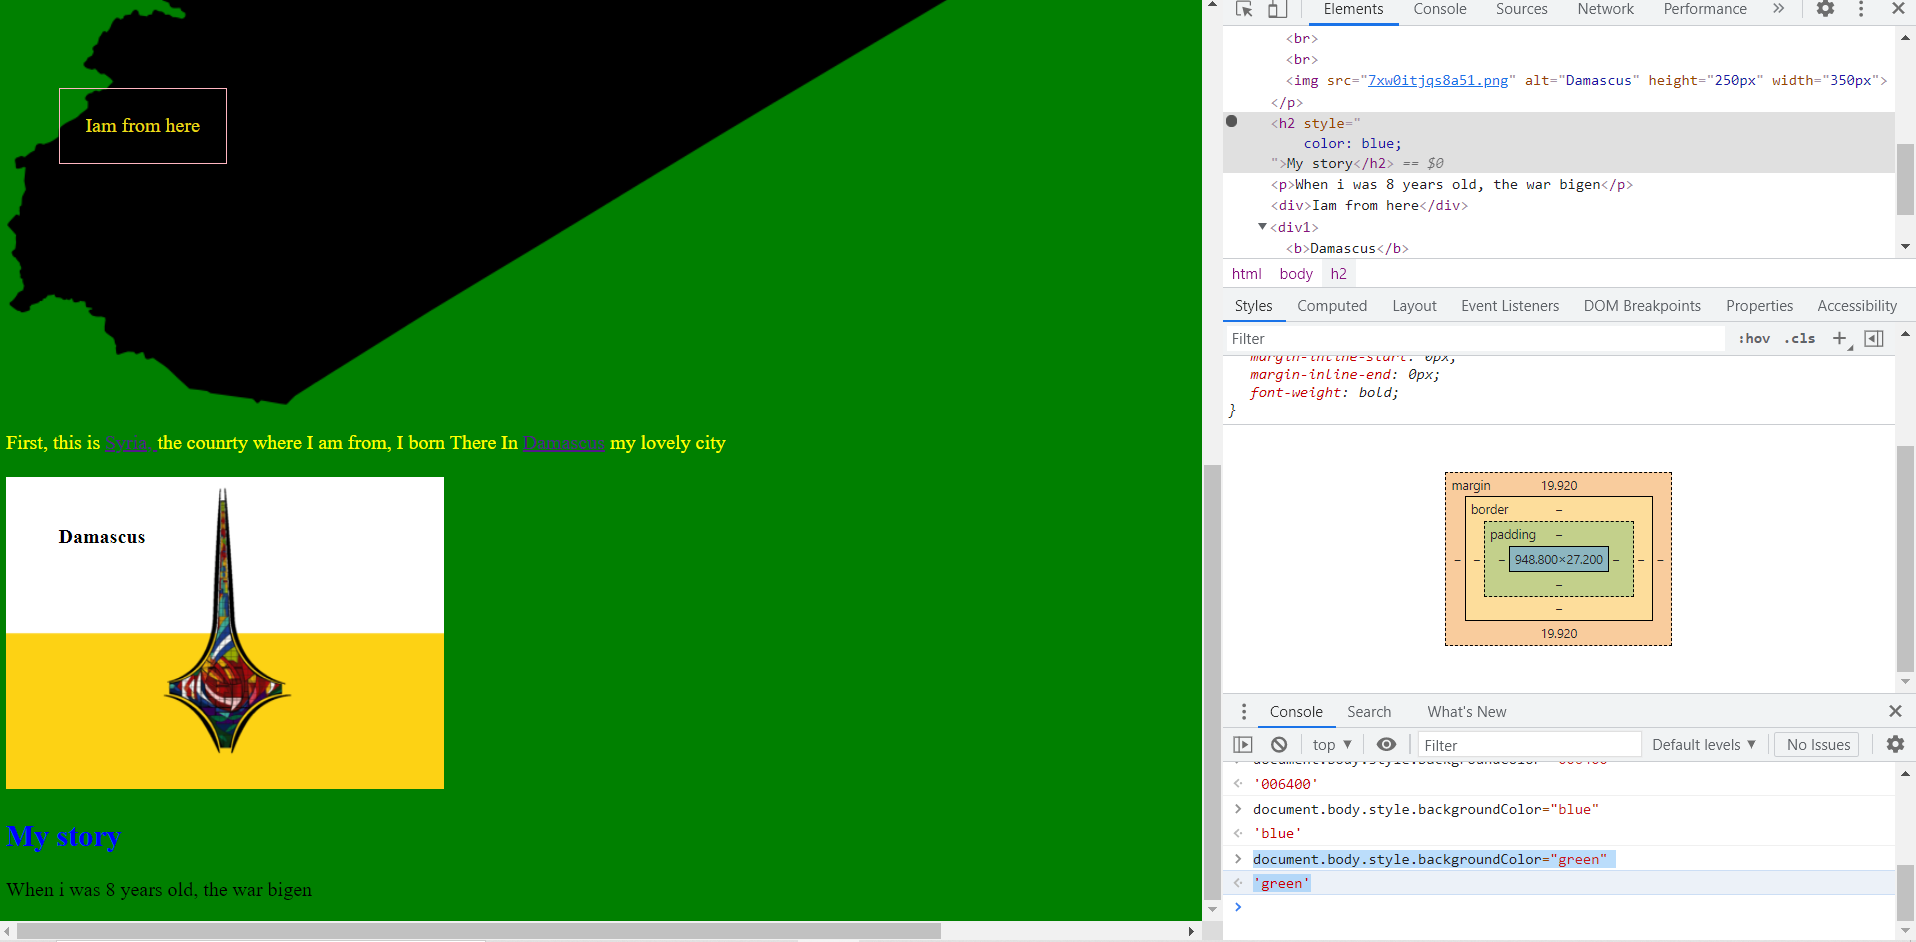 Iam from here
First, this is Syria, the counrty where I am from, I born There In Damascus my lovely city
Damascus
My story
When i was 8 years old, the war bigen
Elements Console Sources Network Performance
<br>
<br>
<img src="7xw0itjqs8a51.png" alt="Damascus" height="250px" width="350px">
</p>
<h2 style="
color: blue;
">My story</h2> == $0
<p>When i was 8 years old, the war bigen</p>
<div>Iam from here</div>
<div1>
<b>Damascus</b>
html body h2
Styles Computed Layout Event Listeners DOM Breakpoints Properties Accessibility
Filter :hov .cls
margin-inline-start: 0px;
margin-inline-end: 0px;
font-weight: bold;
}
margin 19.920
border –
padding –
– – – 948.800×27.200 – – –
–
–
19.920
Console Search What's New
top Filter Default levels No Issues
document.body.style.backgroundColor="006400"
'006400'
document.body.style.backgroundColor="blue"
'blue'
document.body.style.backgroundColor="green"
'green'